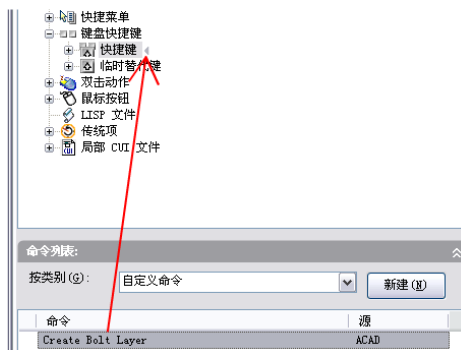 快捷菜单
键盘快捷键
快捷键
临时替代键
双击动作
鼠标按钮
LISP 文件
传统项
局部 CUI 文件
命令列表:
按类别(G): 自定义命令 新建(N)
命令 源
Create Bolt Layer ACAD